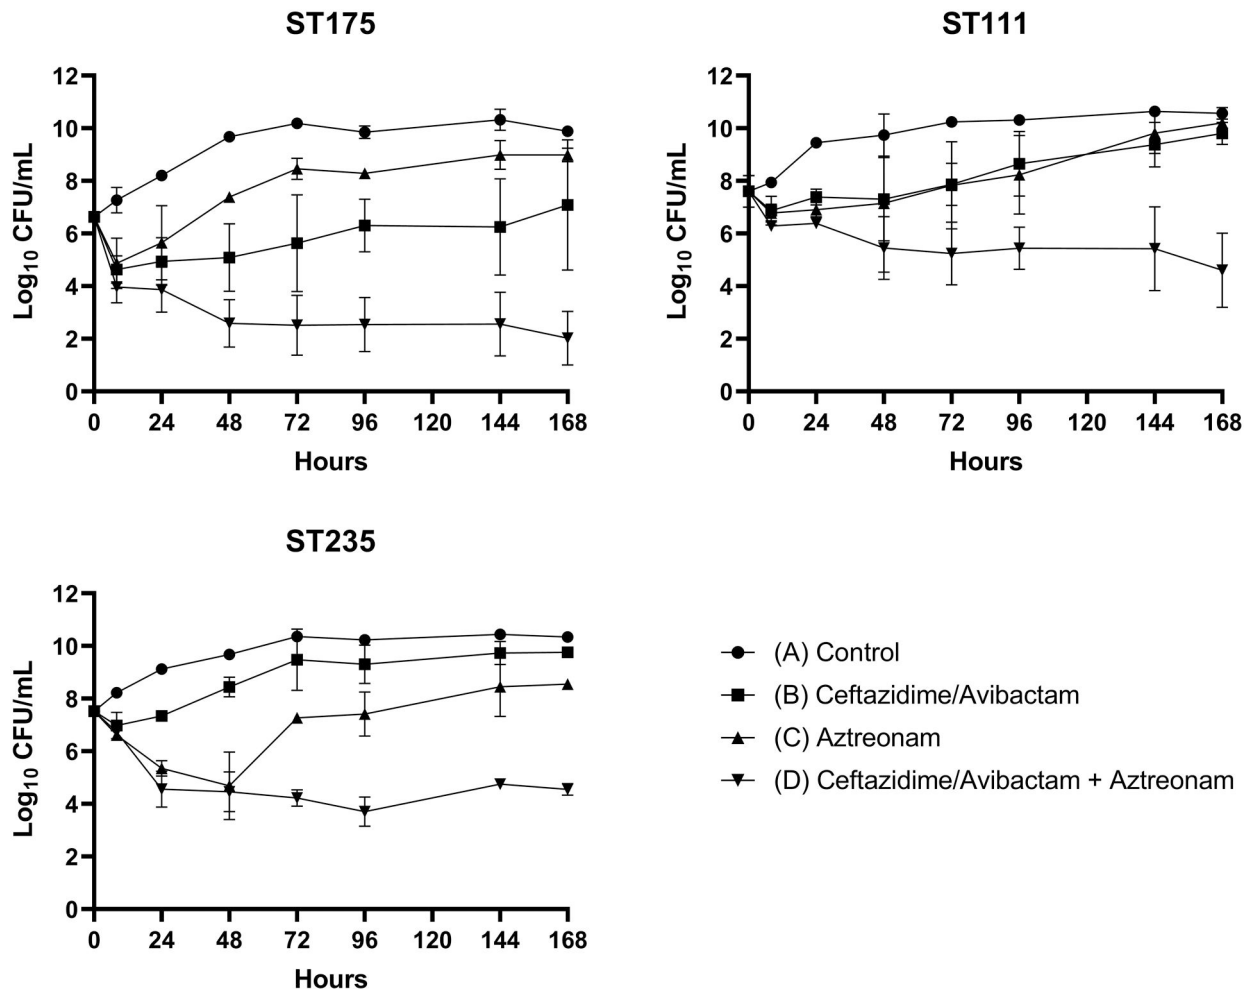 ST175
12
10
8
6
4
2
0
Log10 CFU/mL
0 24 48 72 96 120 144 168
Hours
ST111
12
10
8
6
4
2
0
Log10 CFU/mL
0 24 48 72 96 120 144 168
Hours
ST235
12
10
8
6
4
2
0
Log10 CFU/mL
0 24 48 72 96 120 144 168
Hours
(A) Control
(B) Ceftazidime/Avibactam
(C) Aztreonam
(D) Ceftazidime/Avibactam + Aztreonam